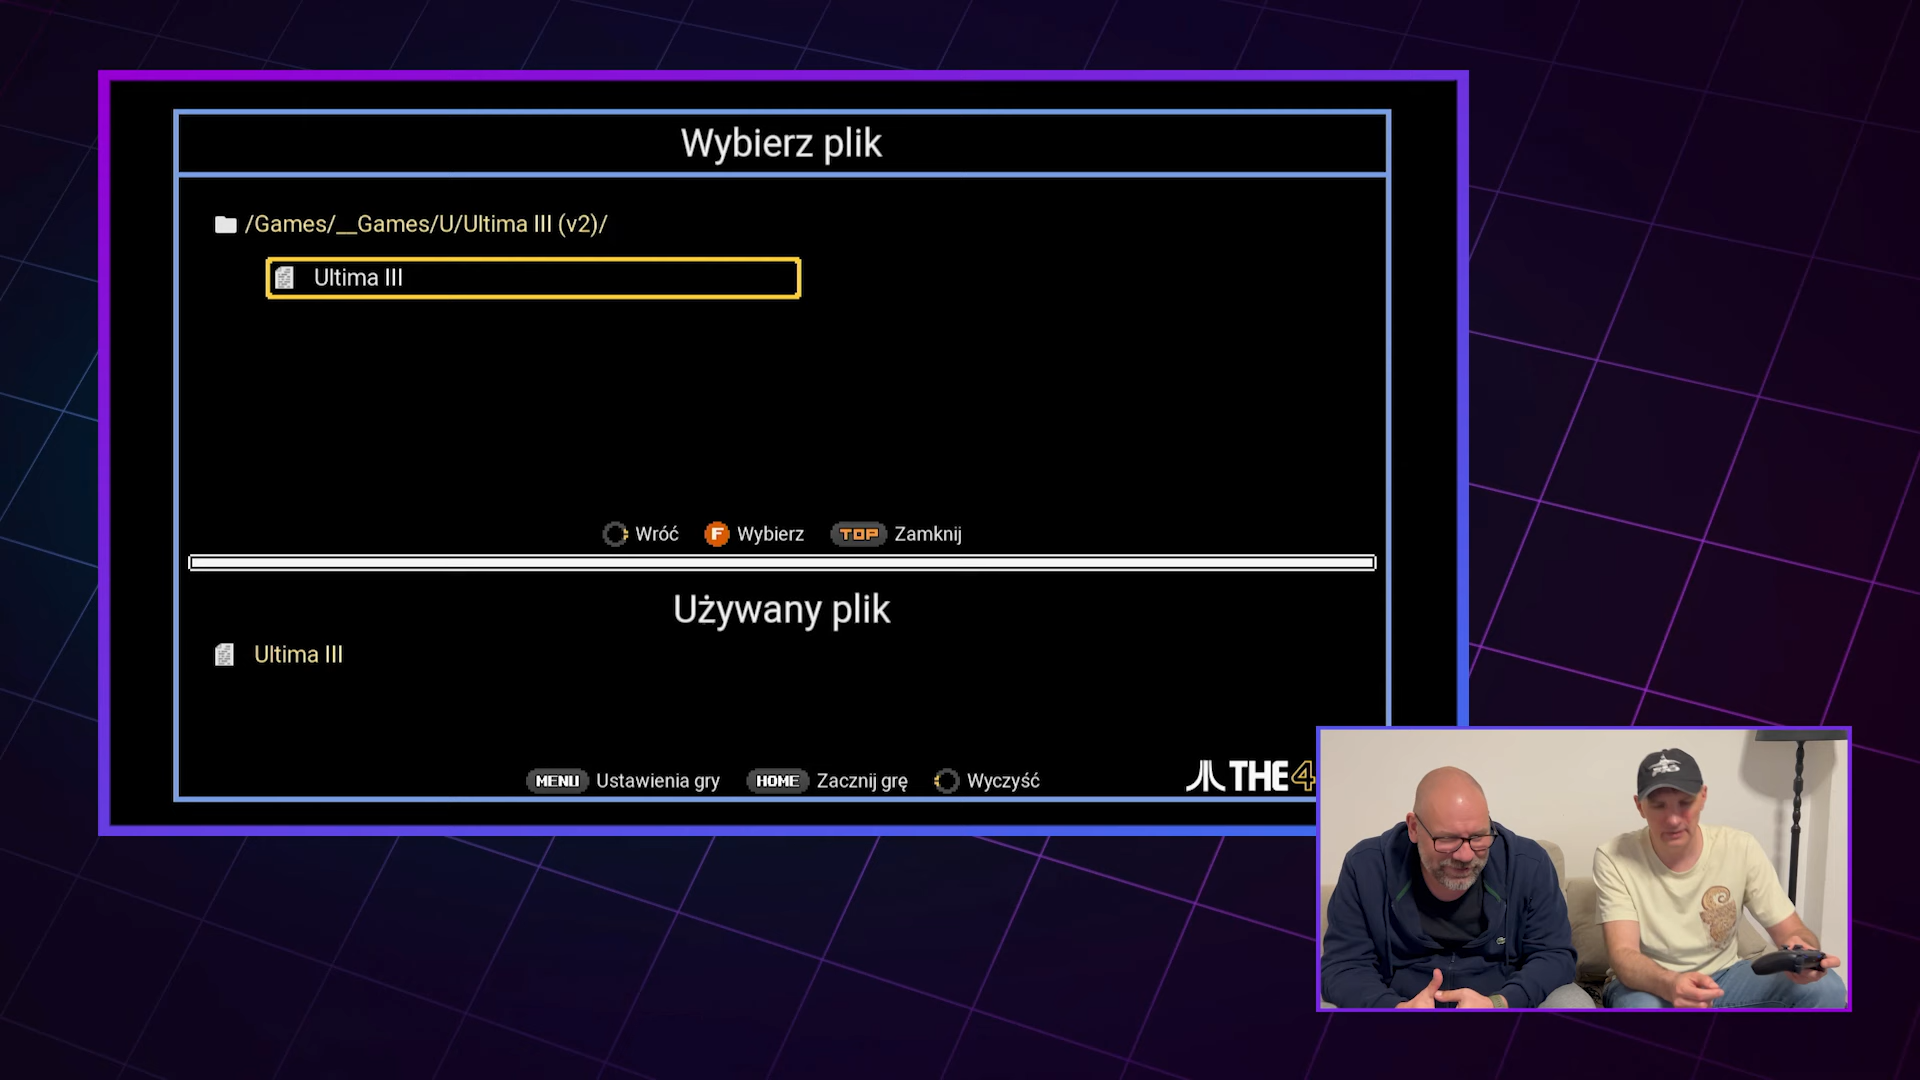 Wybierz plik
/Games/__Games/U/Ultima III (v2)/
Ultima III
Wróć F Wybierz TOP Zamknij
Używany plik
Ultima III
MENU Ustawienia gry HOME Zacznij grę Wyczyść
THE4